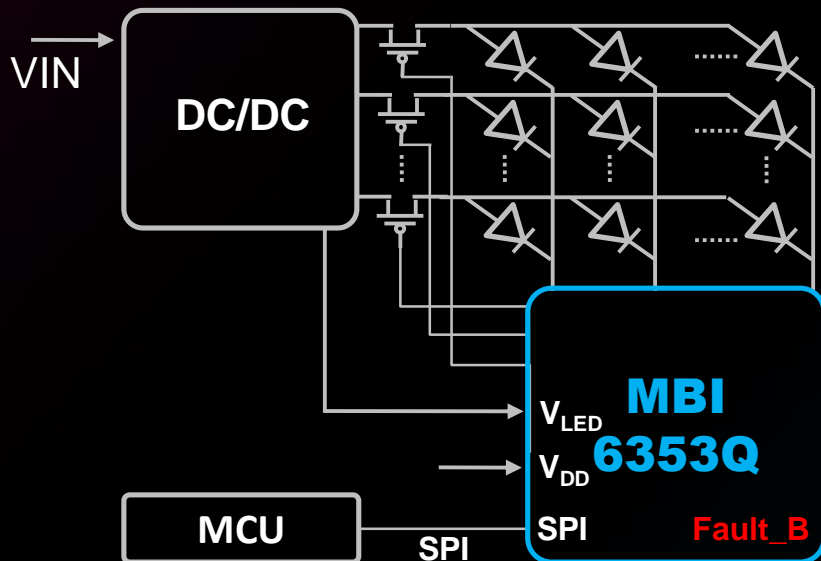 VIN
DC/DC
MBI
6353Q
VLED
VDD
SPI
Fault_B
MCU
SPI